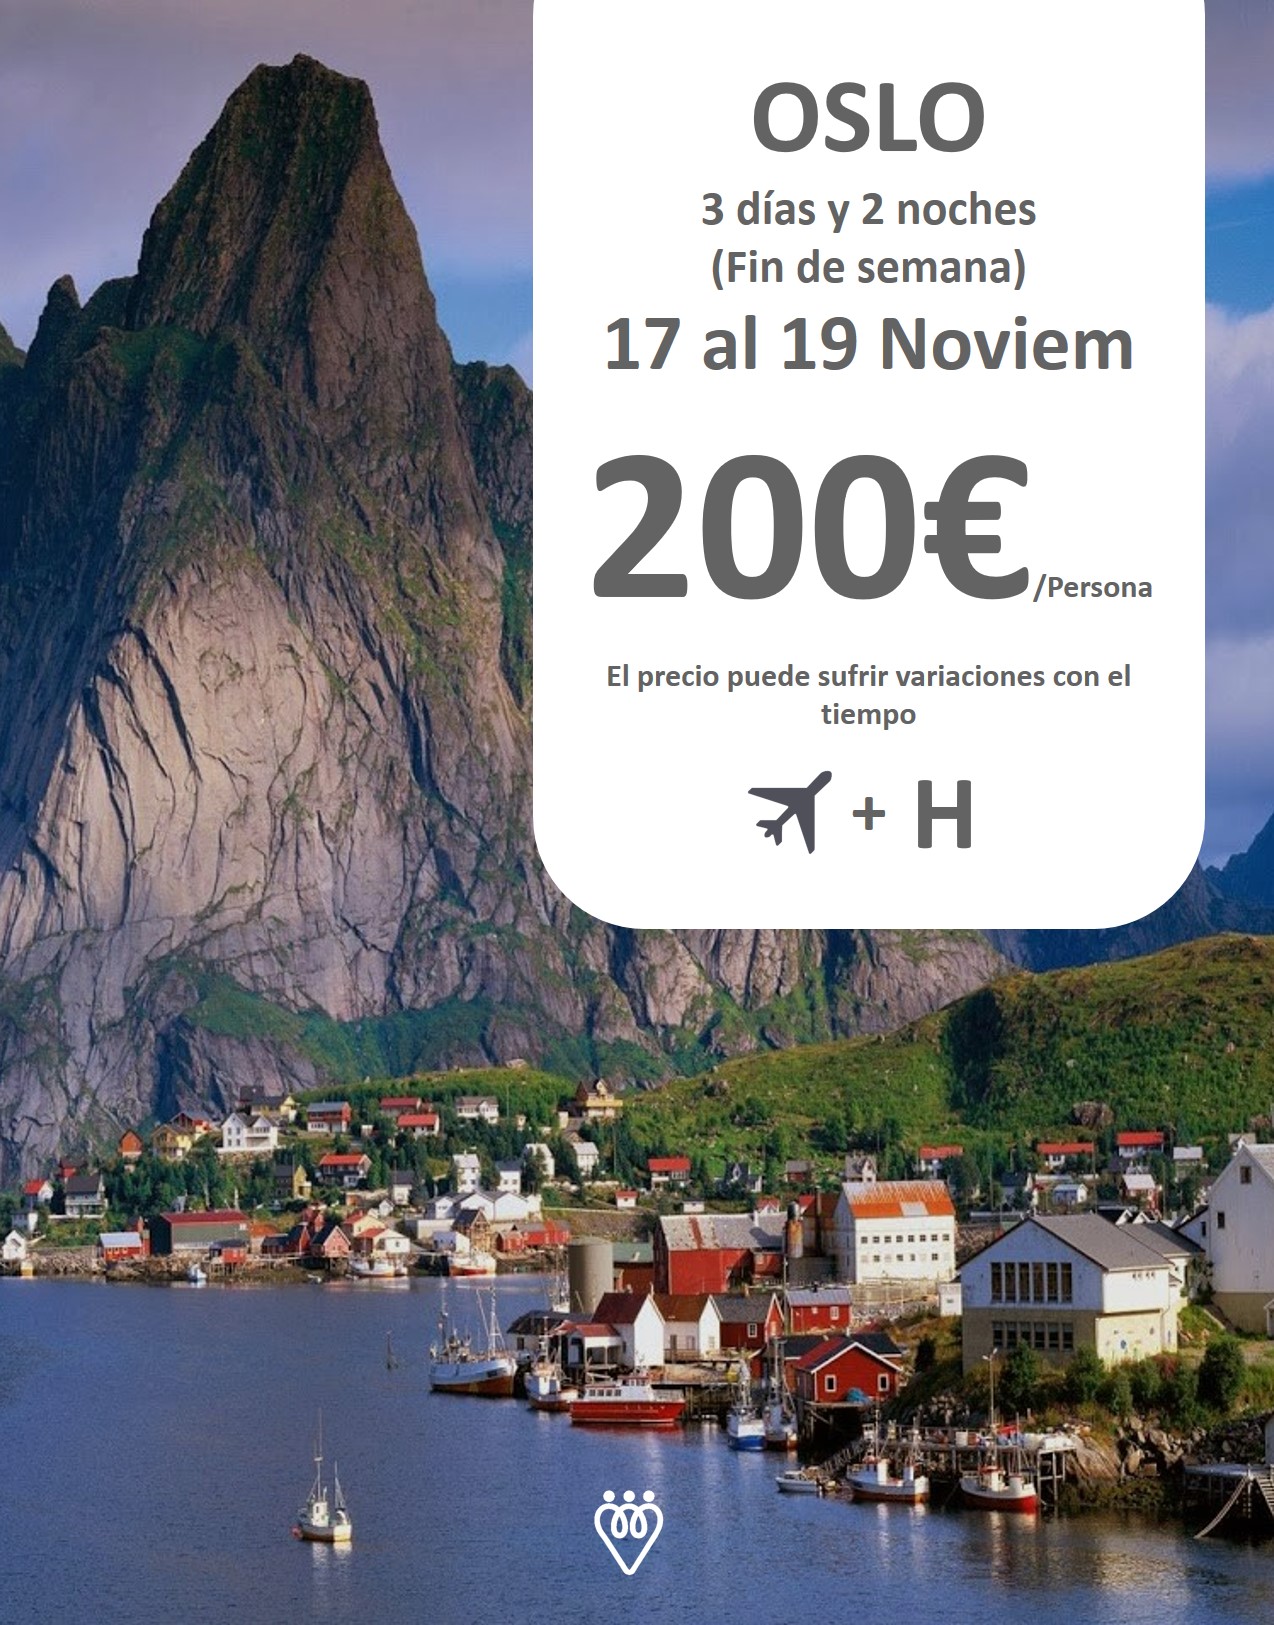 OSLO
3 días y 2 noches
(Fin de semana)
17 al 19 Noviem
200€/Persona
El precio puede sufrir variaciones con el
tiempo
+ H